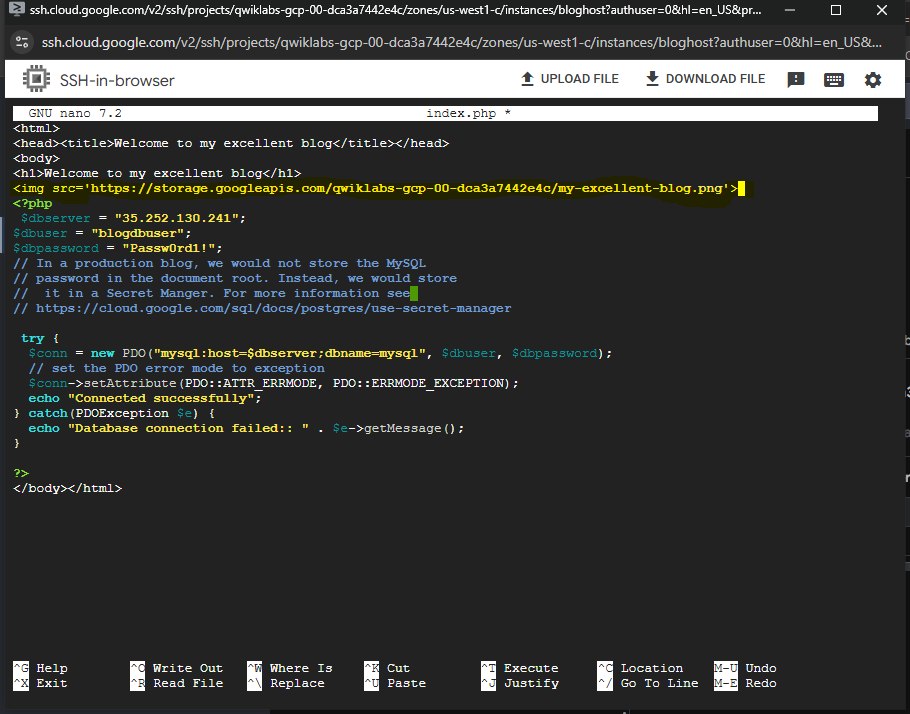 ssh.cloud.google.com/v2/ssh/projects/qwiklabs-gcp-00-dca3a7442e4c/zones/us-west1-c/instances/bloghost?authuser=0&hl=en_US&pr...
ssh.cloud.google.com/v2/ssh/projects/qwiklabs-gcp-00-dca3a7442e4c/zones/us-west1-c/instances/bloghost?authuser=0&hl=en_US&...
SSH-in-browser UPLOAD FILE DOWNLOAD FILE
GNU nano 7.2 index.php *
<html>
<head><title>Welcome to my excellent blog</title></head>
<body>
<h1>Welcome to my excellent blog</h1>
<img src='https://storage.googleapis.com/qwiklabs-gcp-00-dca3a7442e4c/my-excellent-blog.png'>
<?php
 $dbserver = "35.252.130.241";
$dbuser = "blogdbuser";
$dbpassword = "Passw0rd1!";
// In a production blog, we would not store the MySQL
// password in the document root. Instead, we would store
//  it in a Secret Manger. For more information see
// https://cloud.google.com/sql/docs/postgres/use-secret-manager
 try {
  $conn = new PDO("mysql:host=$dbserver;dbname=mysql", $dbuser, $dbpassword);
  // set the PDO error mode to exception
  $conn->setAttribute(PDO::ATTR_ERRMODE, PDO::ERRMODE_EXCEPTION);
  echo "Connected successfully";
} catch(PDOException $e) {
  echo "Database connection failed:: " . $e->getMessage();
}
?>
</body></html>
^G Help ^O Write Out ^W Where Is ^K Cut ^T Execute ^C Location M-U Undo
^X Exit ^R Read File ^\ Replace ^U Paste ^J Justify ^/ Go To Line M-E Redo